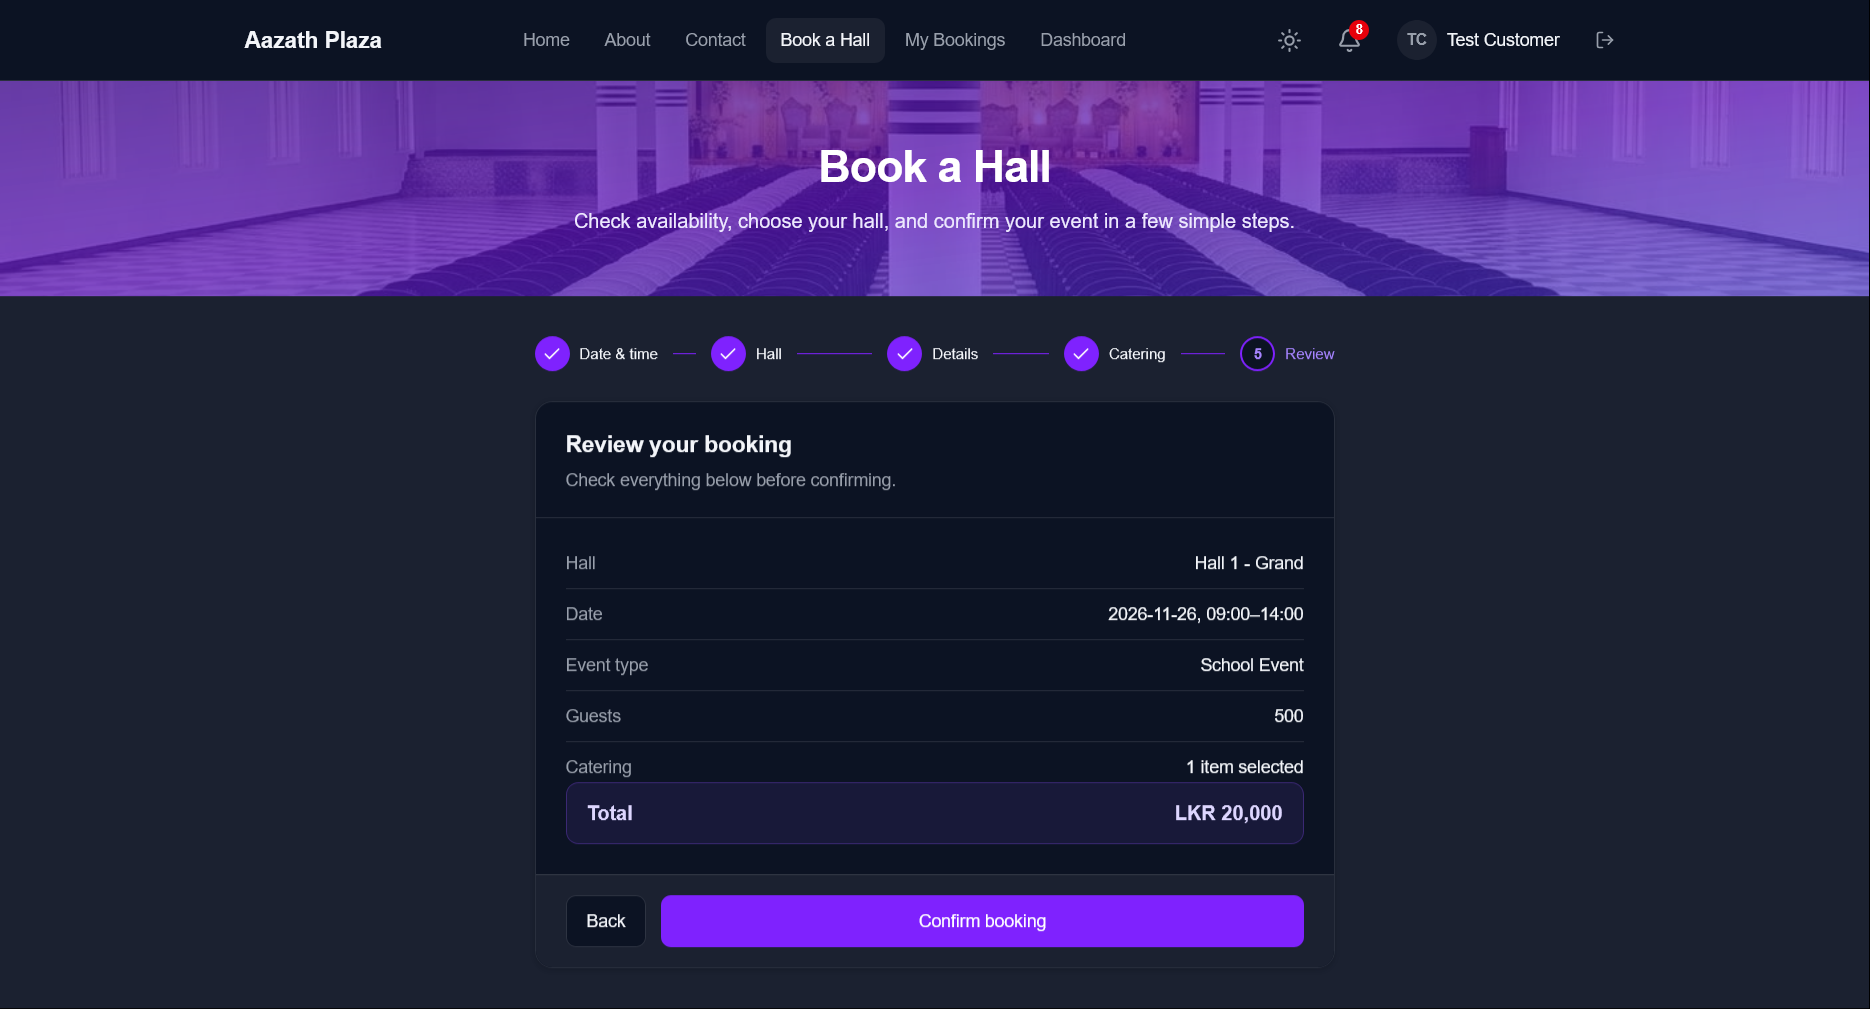 Aazath Plaza
Home
About
Contact
Book a Hall
My Bookings
Dashboard
8
TC
Test Customer
Book a Hall
Check availability, choose your hall, and confirm your event in a few simple steps.
Date & time
Hall
Details
Catering
5
Review
Review your booking
Check everything below before confirming.
Hall
Hall 1 - Grand
Date
2026-11-26, 09:00–14:00
Event type
School Event
Guests
500
Catering
1 item selected
Total
LKR 20,000
Back
Confirm booking